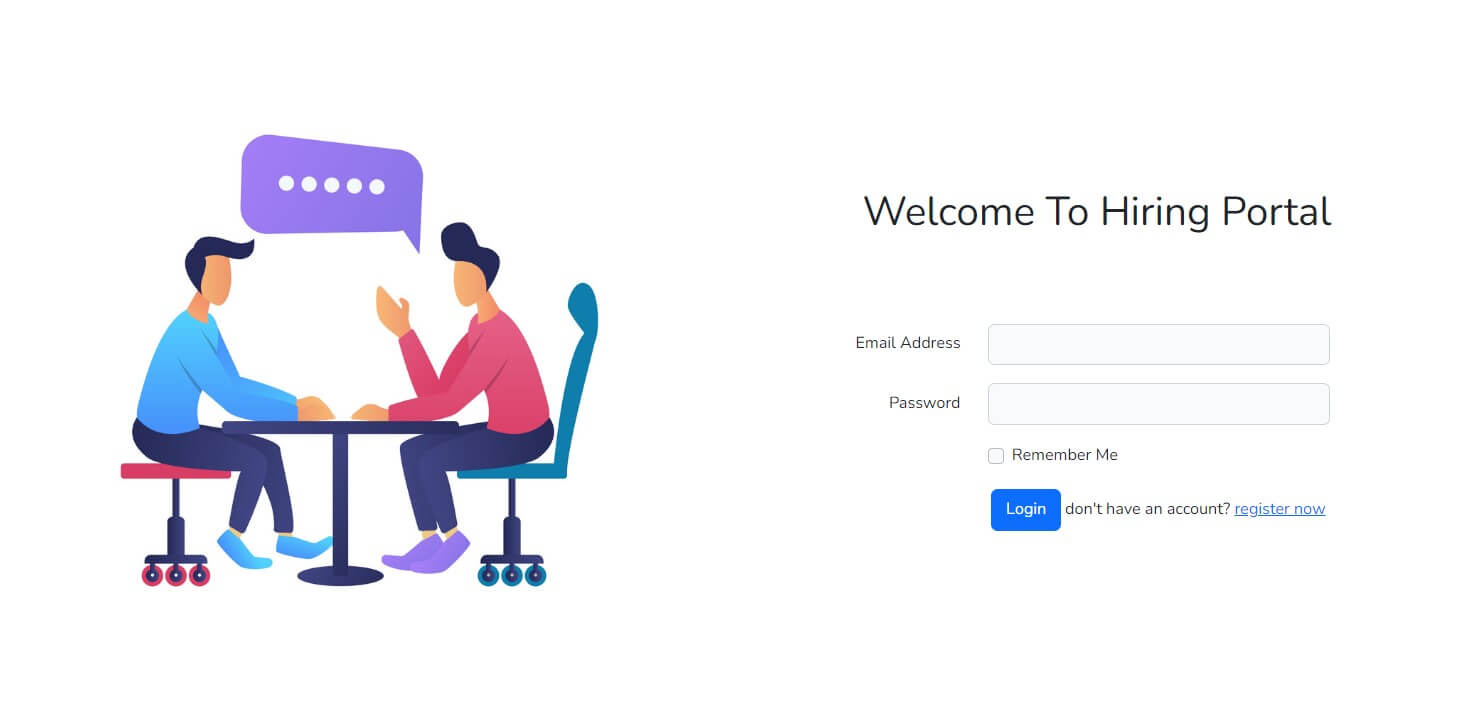 Welcome To Hiring Portal
Email Address
Password
Remember Me
Login don't have an account? register now